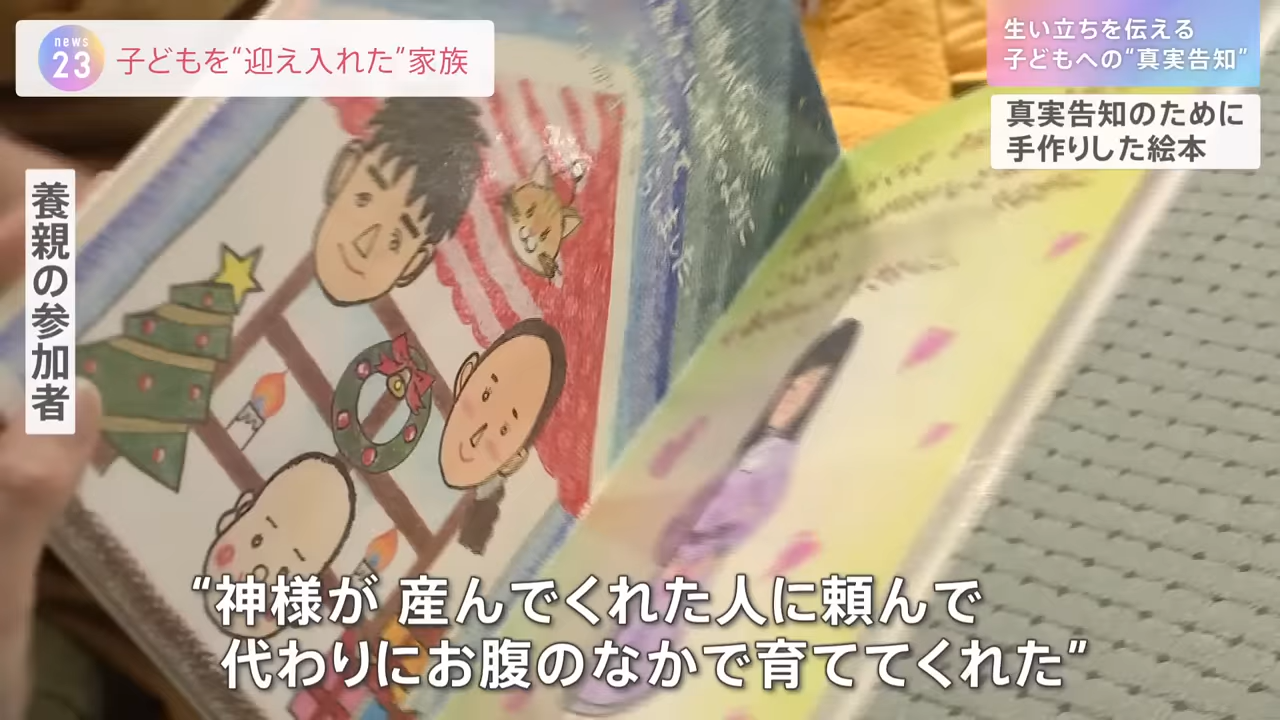 news
23
子どもを“迎え入れた”家族
生い立ちを伝える
子どもへの“真実告知”
真実告知のために
手作りした絵本
養親の参加者
“神様が 産んでくれた人に頼んで
代わりにお腹のなかで育ててくれた”